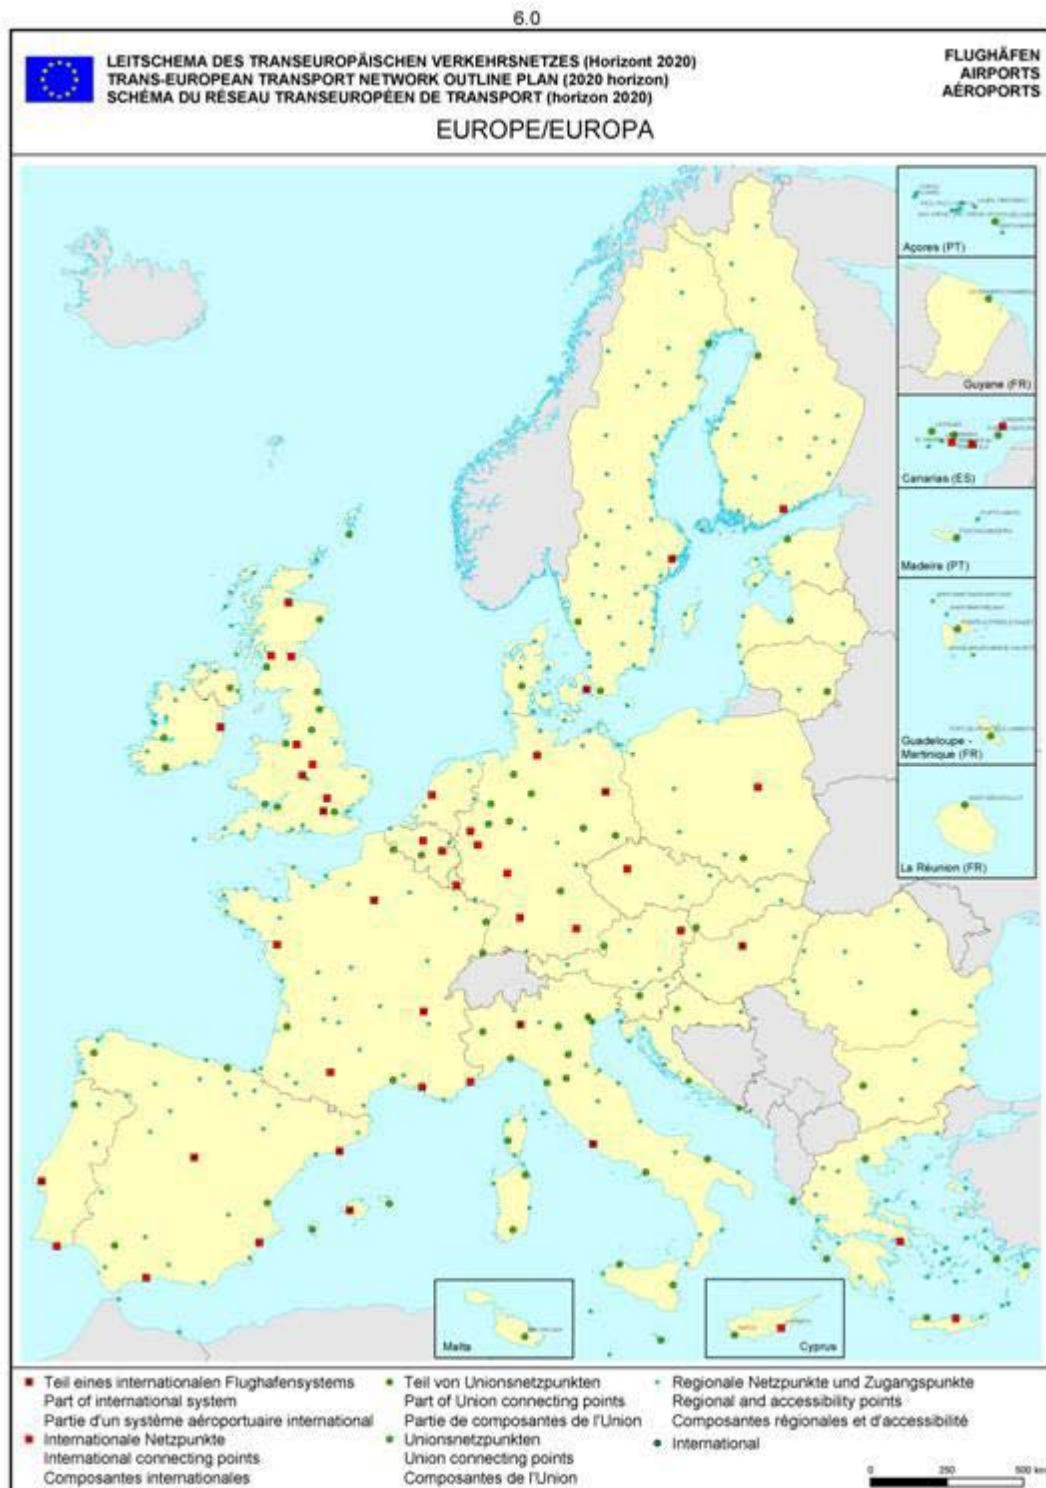 6.0
LEITSCHEMA DES TRANSEUROPÄISCHEN VERKEHRSNETZES (Horizont 2020)
TRANS-EUROPEAN TRANSPORT NETWORK OUTLINE PLAN (2020 horizon)
SCHÉMA DU RÉSEAU TRANSEUROPÉEN DE TRANSPORT (horizon 2020)
FLUGHÄFEN
AIRPORTS
AÉROPORTS
EUROPE/EUROPA
Açores (PT)
Guyane (FR)
Canarias (ES)
Madeira (PT)
Guadeloupe -
Martinique (FR)
La Réunion (FR)
Malta
Cyprus
Teil eines internationalen Flughafensystems
Part of international system
Partie d'un système aéroportuaire international
Internationale Netzpunkte
International connecting points
Composantes internationales
Teil von Unionsnetzpunkten
Part of Union connecting points
Partie de composantes de l'Union
Unionsnetzpunkten
Union connecting points
Composantes de l'Union
Regionale Netzpunkte und Zugangspunkte
Regional and accessibility points
Composantes régionales et d'accessibilité
International
0 250 500 km